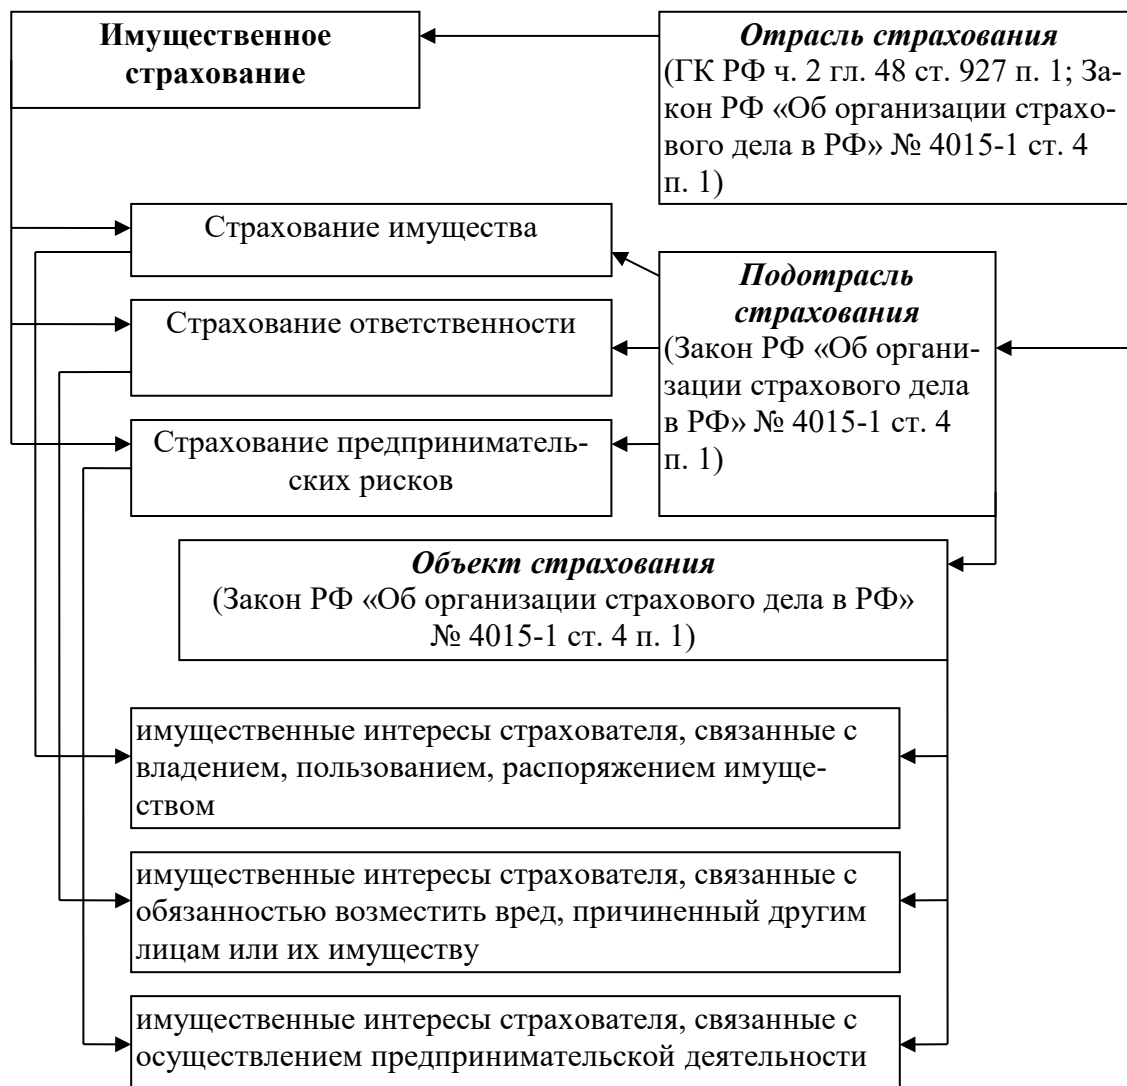 Имущественное
страхование
Отрасль страхования
(ГК РФ ч. 2 гл. 48 ст. 927 п. 1; За-
кон РФ «Об организации страхо-
вого дела в РФ» № 4015-1 ст. 4
п. 1)
Страхование имущества
Страхование ответственности
Страхование предприниматель-
ских рисков
Подотрасль
страхования
(Закон РФ «Об органи-
зации страхового дела
в РФ» № 4015-1 ст. 4
п. 1)
Объект страхования
(Закон РФ «Об организации страхового дела в РФ»
№ 4015-1 ст. 4 п. 1)
имущественные интересы страхователя, связанные с
владением, пользованием, распоряжением имуще-
ством
имущественные интересы страхователя, связанные с
обязанностью возместить вред, причиненный другим
лицам или их имуществу
имущественные интересы страхователя, связанные с
осуществлением предпринимательской деятельности